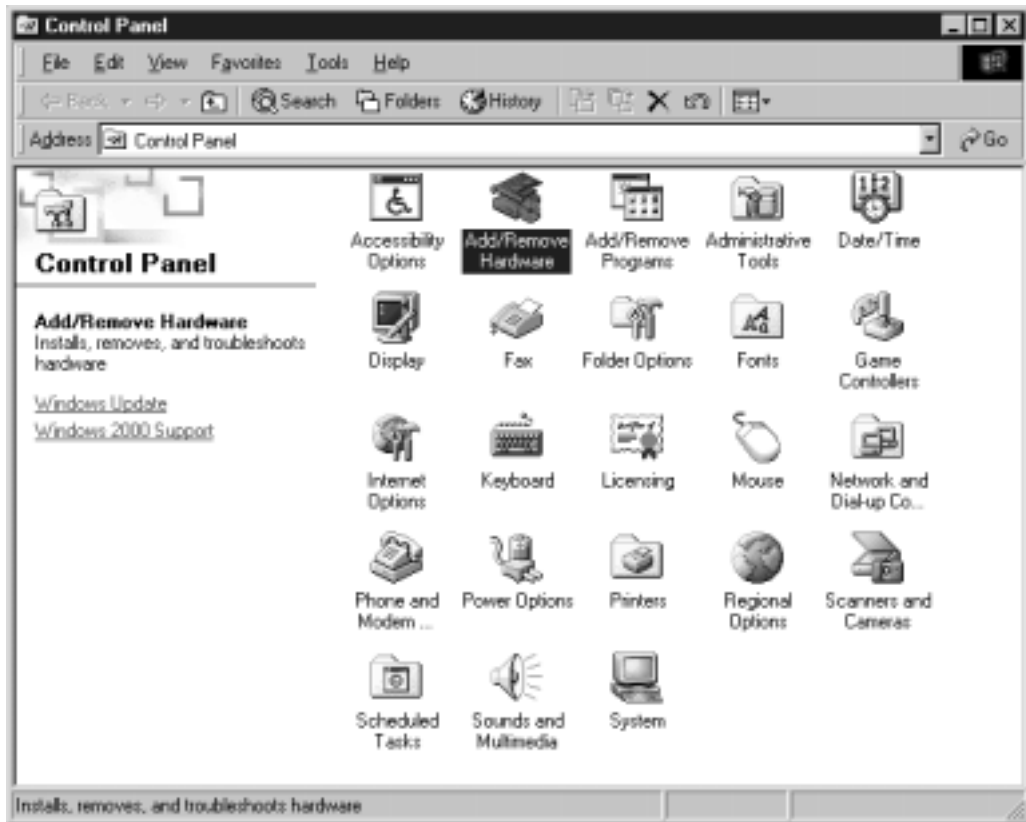 Control Panel
File Edit View Favorites Tools Help
Back Search Folders History
Address Control Panel Go
Control Panel
Add/Remove Hardware
Installs, removes, and troubleshoots
hardware
Windows Update
Windows 2000 Support
Accessibility
Options
Add/Remove
Hardware
Add/Remove
Programs
Administrative
Tools
Date/Time
Display
Fax
Folder Options
Fonts
Game
Controllers
Internet
Options
Keyboard
Licensing
Mouse
Network and
Dial-up Co...
Phone and
Modem ...
Power Options
Printers
Regional
Options
Scanners and
Cameras
Scheduled
Tasks
Sounds and
Multimedia
System
Installs, removes, and troubleshoots hardware